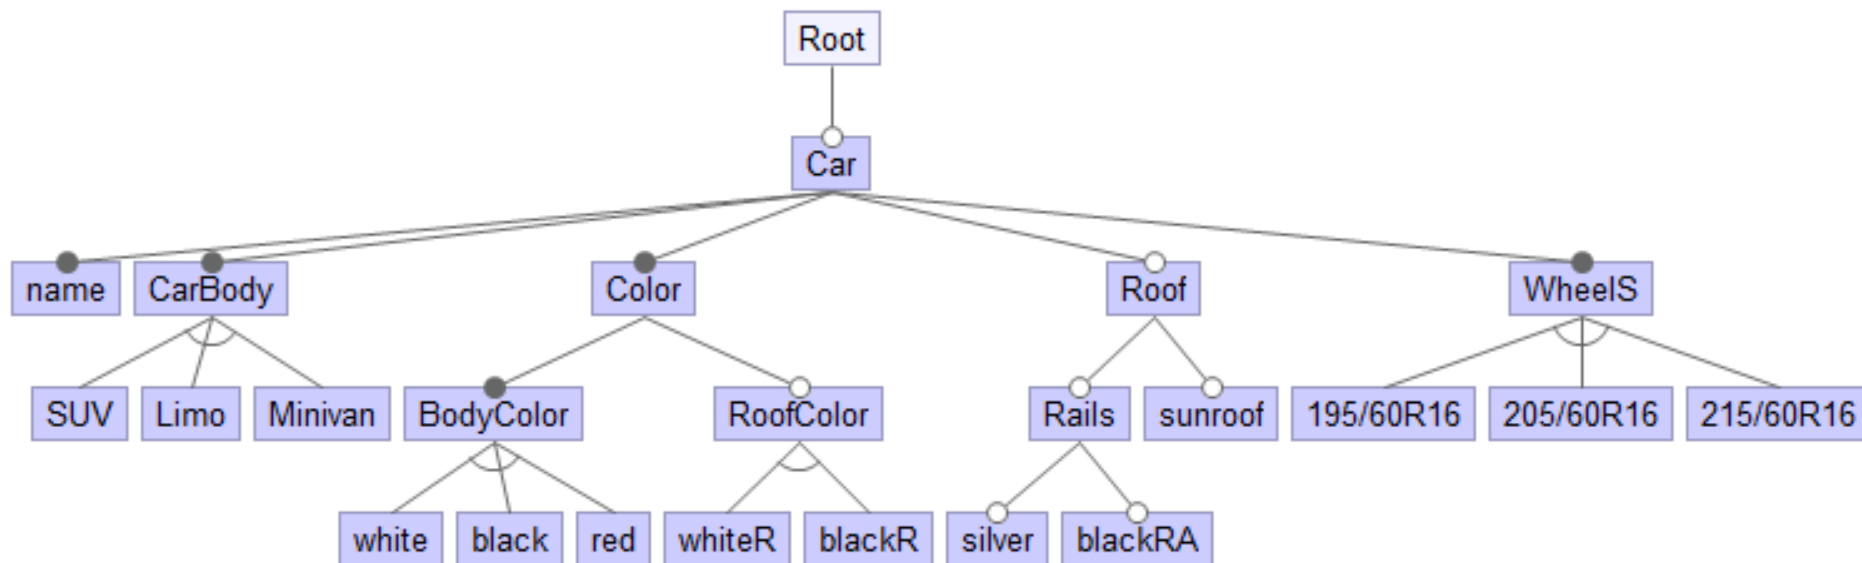 Root
Car
name CarBody Color Roof WheelS
SUV Limo Minivan BodyColor RoofColor Rails sunroof 195/60R16 205/60R16 215/60R16
white black red whiteR blackR silver blackRA